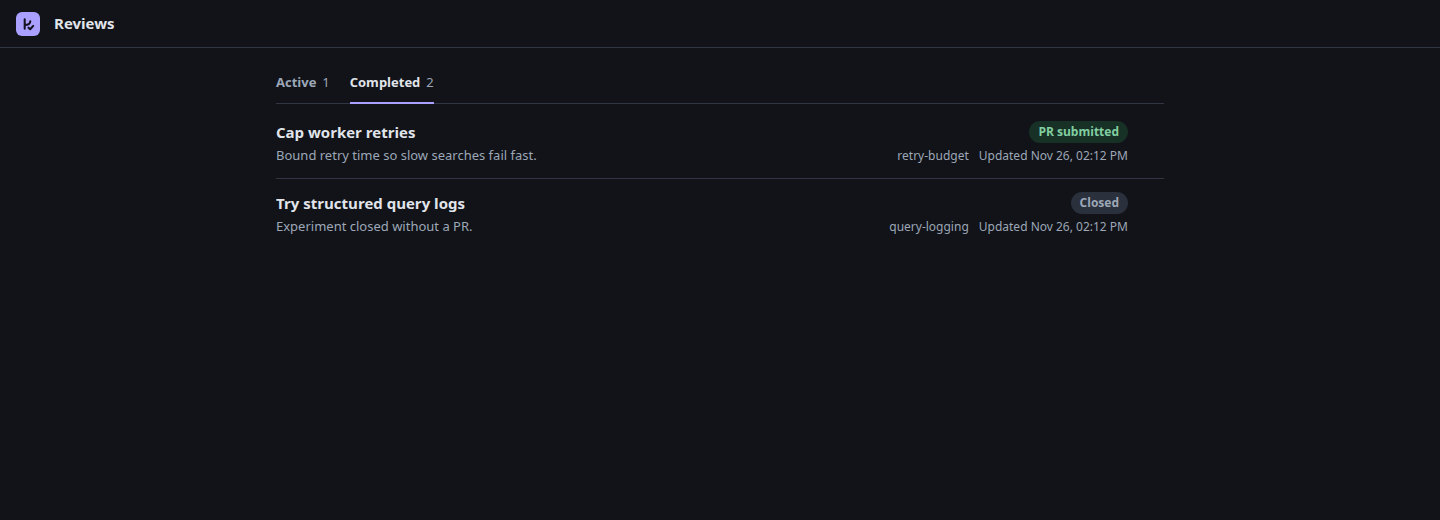 Reviews
Active 1 Completed 2
Cap worker retries PR submitted
Bound retry time so slow searches fail fast. retry-budget Updated Nov 26, 02:12 PM
Try structured query logs Closed
Experiment closed without a PR. query-logging Updated Nov 26, 02:12 PM